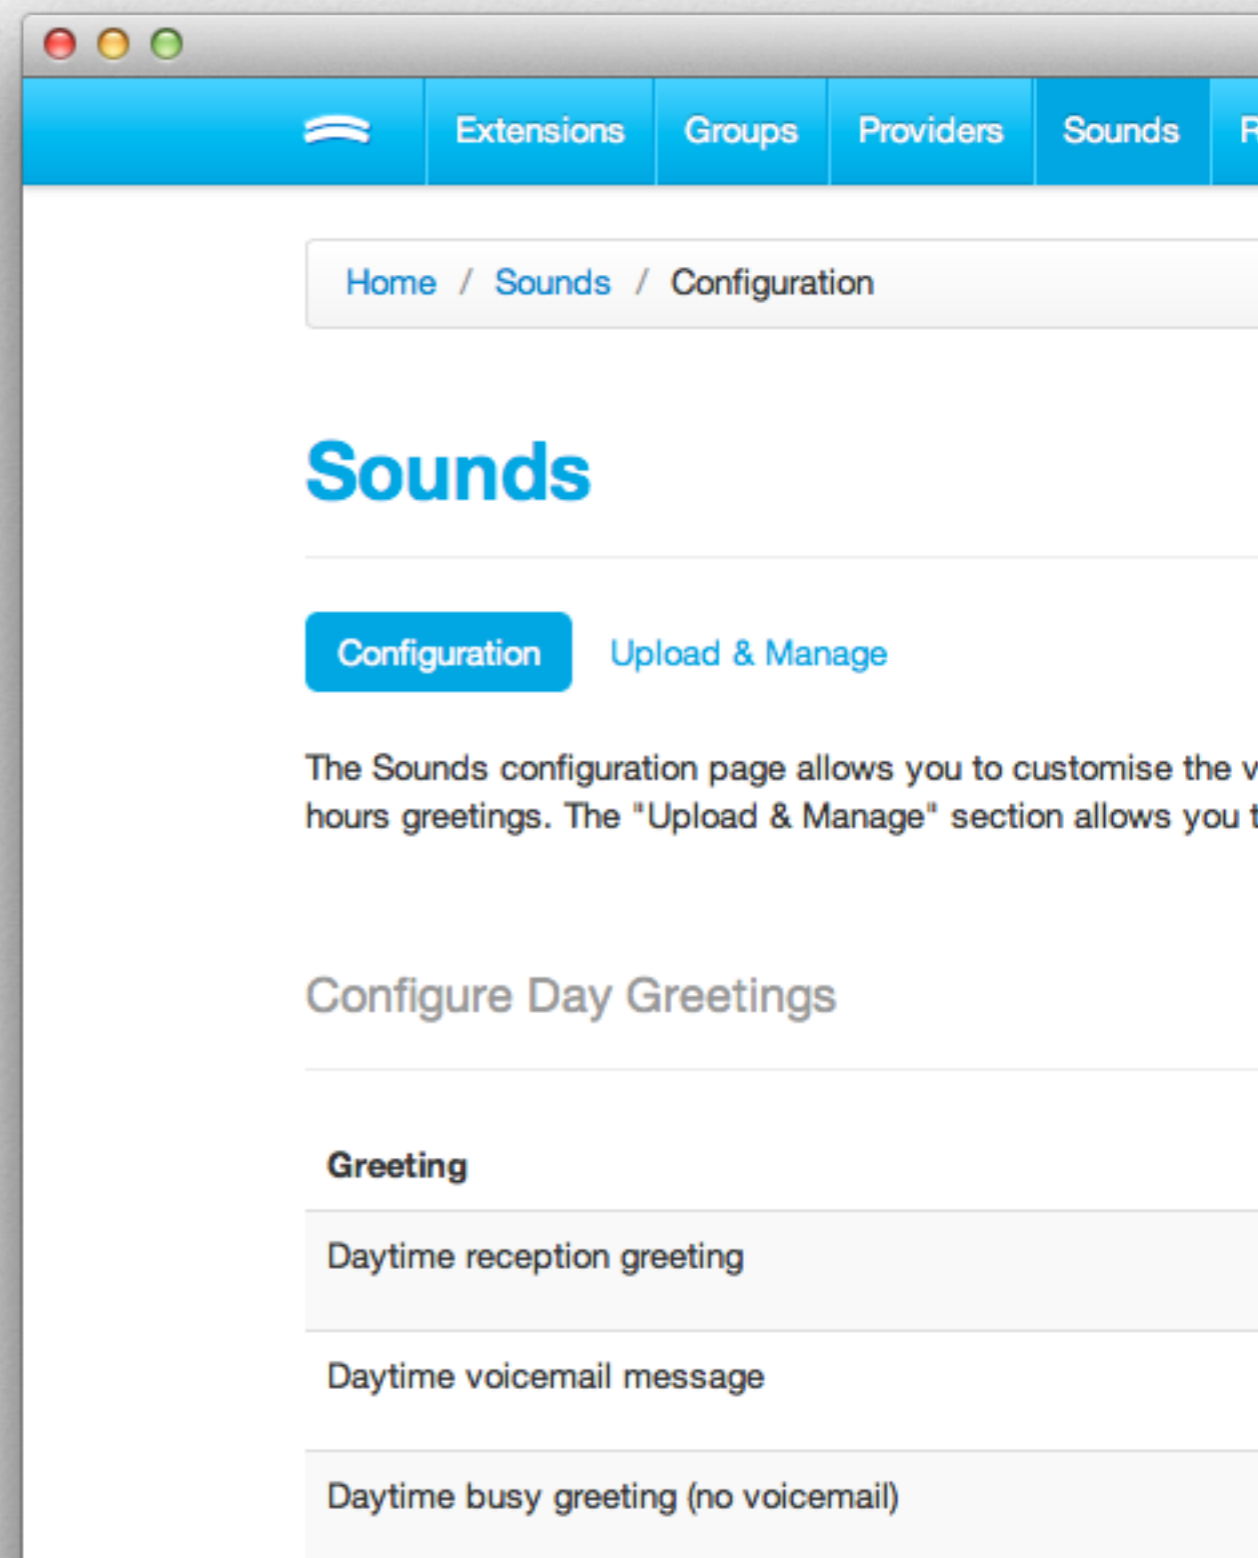 Extensions Groups Providers Sounds
Home / Sounds / Configuration
Sounds
Configuration Upload & Manage
The Sounds configuration page allows you to customise the
hours greetings. The "Upload & Manage" section allows you
Configure Day Greetings
Greeting
Daytime reception greeting
Daytime voicemail message
Daytime busy greeting (no voicemail)